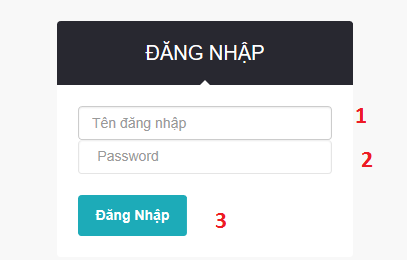 ĐĂNG NHẬP
Tên đăng nhập 1
Password 2
Đăng Nhập 3